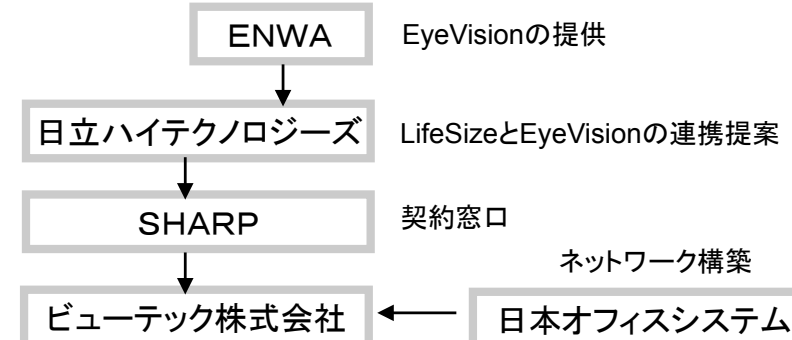 ENWA
EyeVisionの提供
日立ハイテクノロジーズ
LifeSizeとEyeVisionの連携提案
SHARP
契約窓口
ネットワーク構築
ビューテック株式会社
日本オフィスシステム